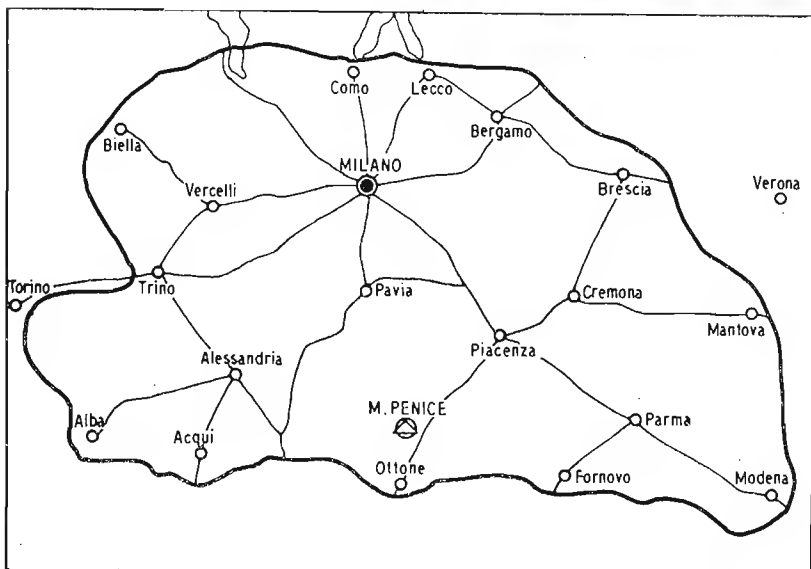 Como
Lecco
Bergamo
Biella
MILANO
Vercelli
Brescia
Verona
Torino
Trino
Pavia
Cremona
Mantova
Piacenza
Alessandria
M. PENICE
Alba
Acqui
Parma
Ottone
Fornovo
Modena